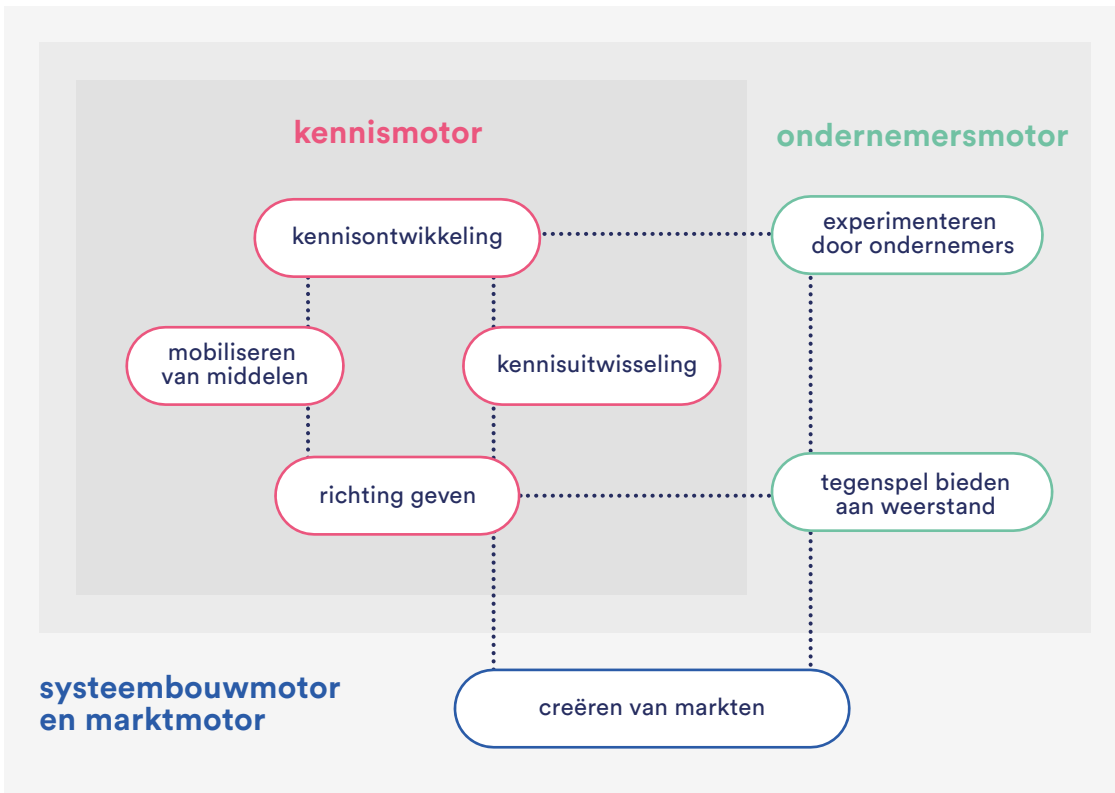 kennismotor
ondernemersmotor
kennisontwikkeling
experimenteren
door ondernemers
mobiliseren
van middelen
kennisuitwisseling
richting geven
tegenspel bieden
aan weerstand
systeembouwmotor
en marktmotor
creëren van markten